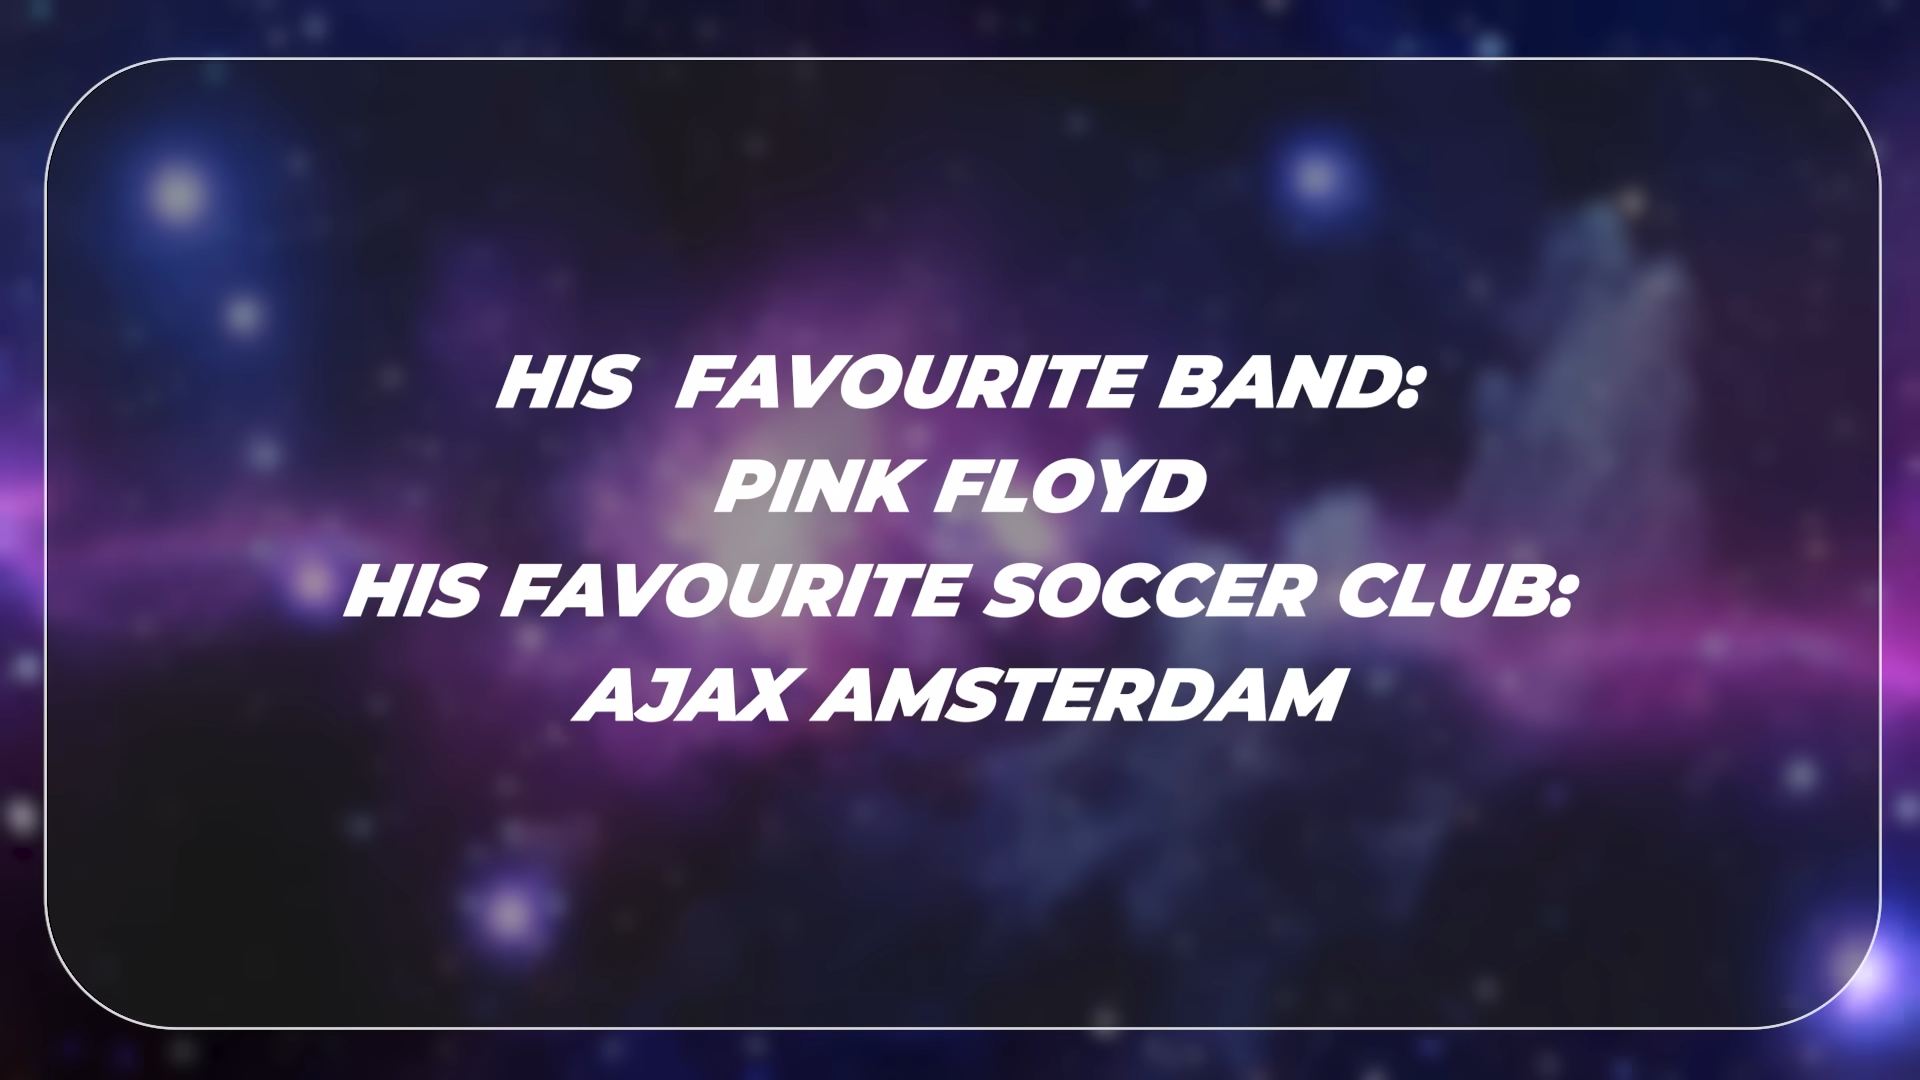 HIS  FAVOURITE BAND:
PINK FLOYD
HIS FAVOURITE SOCCER CLUB:
AJAX AMSTERDAM